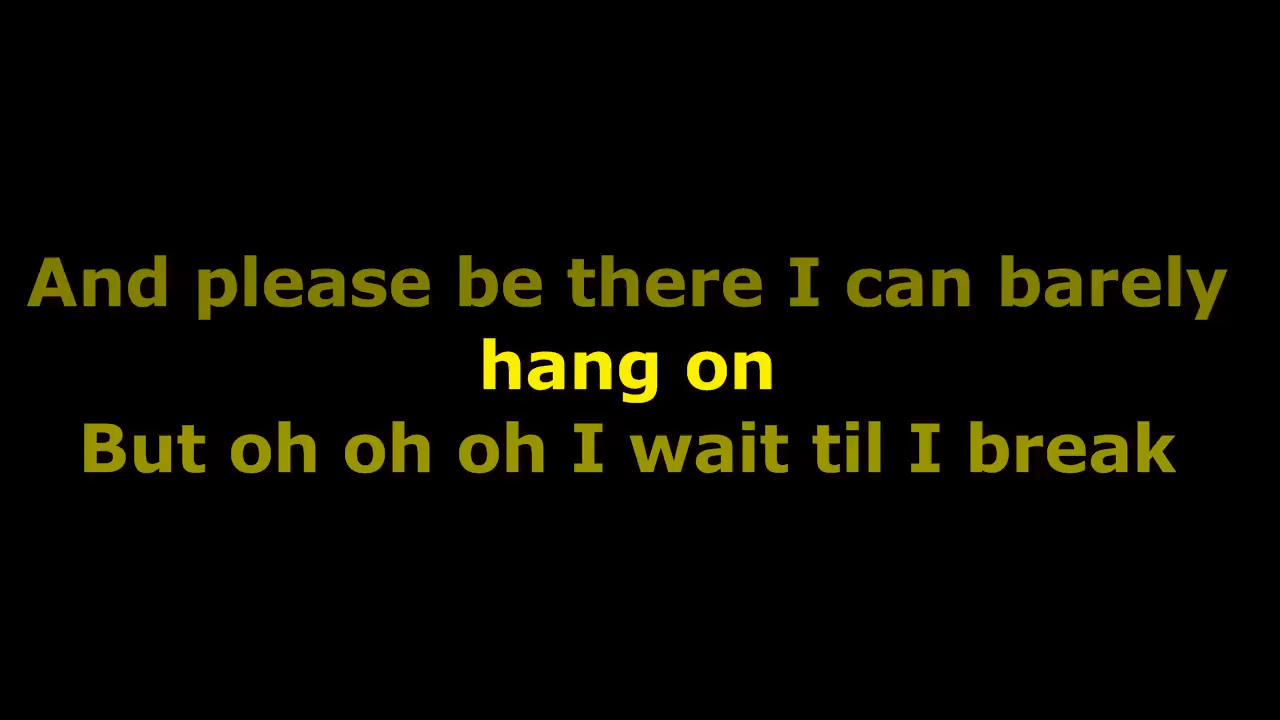 And please be there I can barely
hang on
But oh oh oh I wait til I break